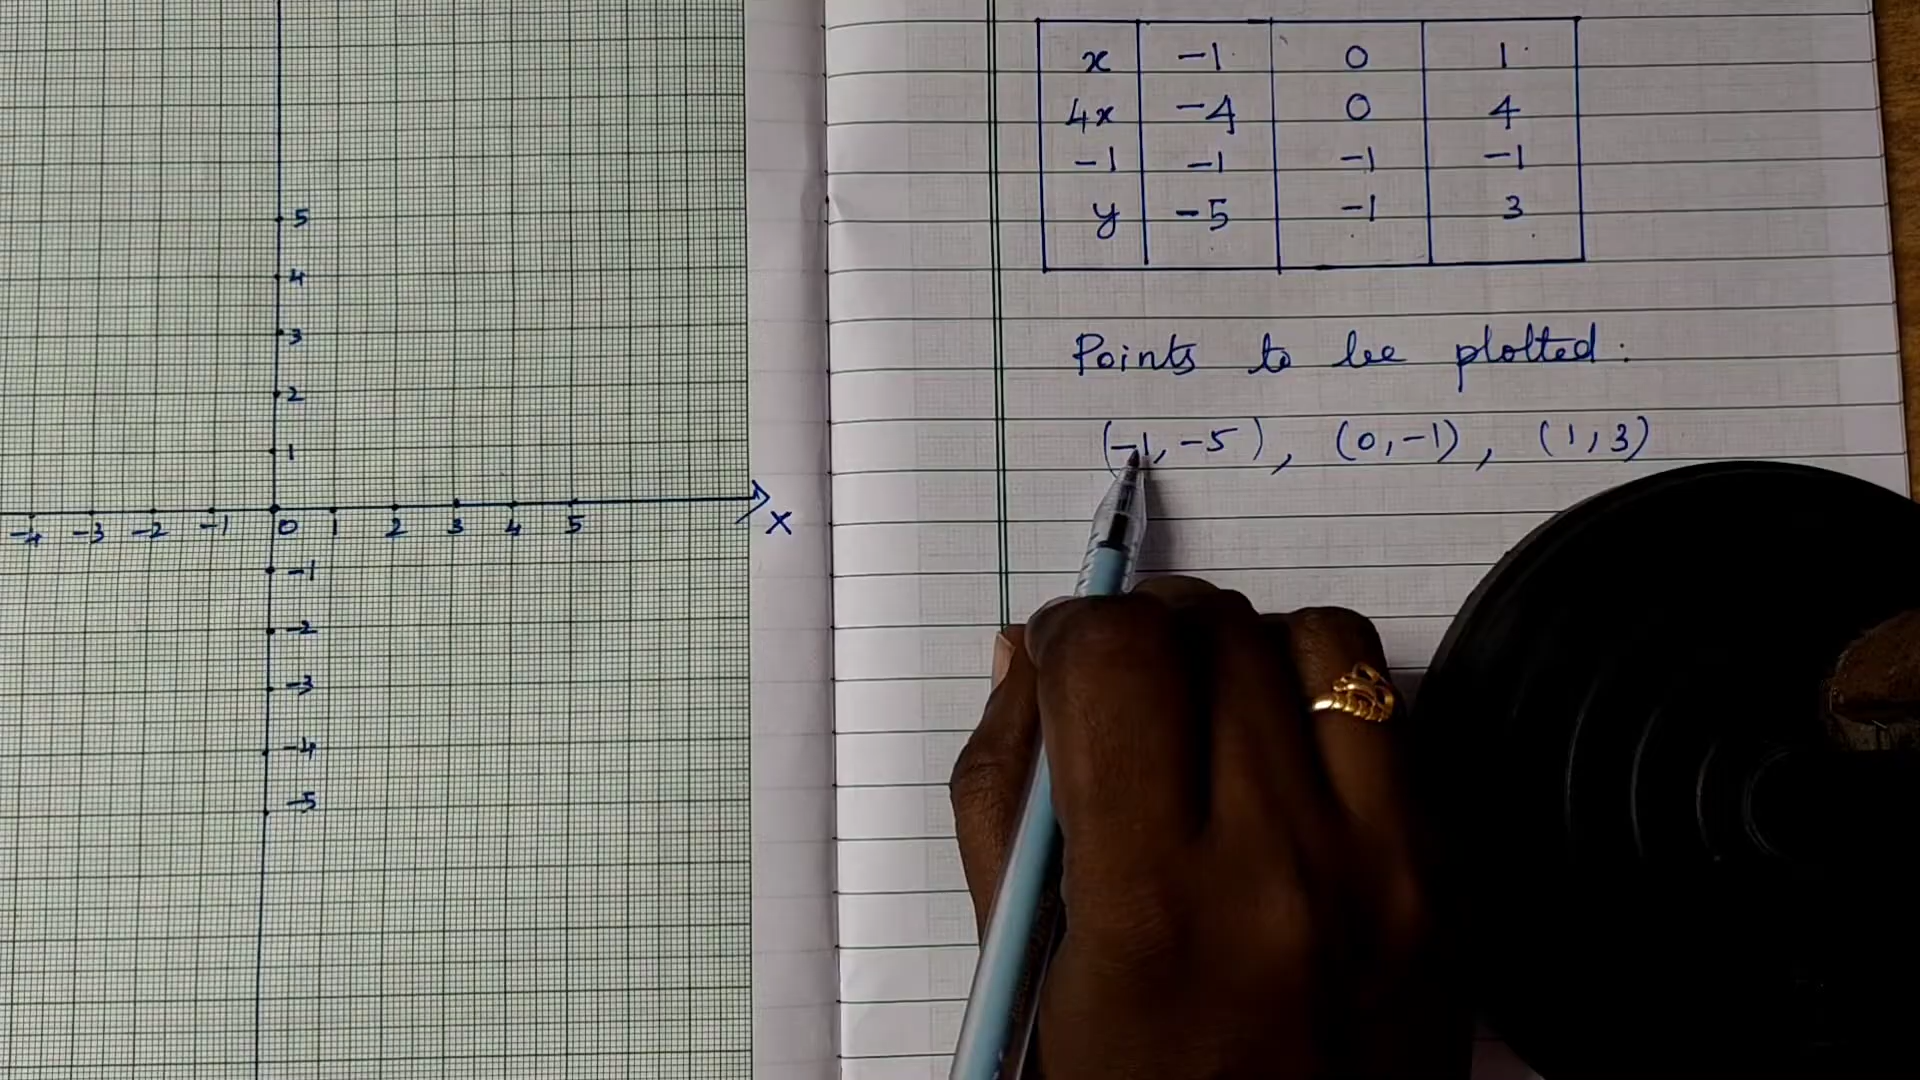 5
4
3
2
1
-4 -3 -2 -1 0 1 2 3 4 5 X
-1
-2
-3
-4
-5
x -1 0 1
4x -4 0 4
-1 -1 -1 -1
y -5 -1 3
Points to be plotted:
(-1, -5), (0, -1), (1, 3)